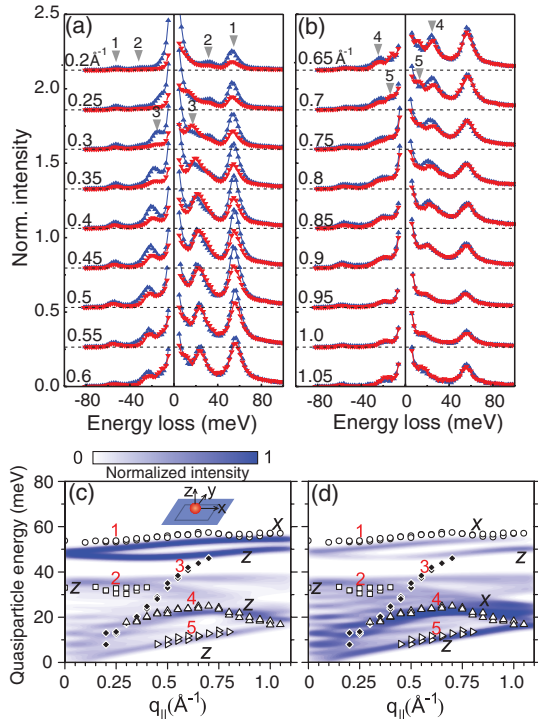 2.5
(a)
1
2
1
0.2Å⁻¹
0.25
3
3
0.3
0.35
0.4
0.45
0.5
0.55
0.6
2.0
1.5
1.0
0.5
0.0
Norm. intensity
-80 -40 0 40 80
Energy loss (meV)
(b)
4
4
0.65Å⁻¹
5
5
0.7
0.75
0.8
0.85
0.9
0.95
1.0
1.05
-80 -40 0 40 80
Energy loss (meV)
0 1
Normalized intensity
(c)
z
y
x
80
60
40
20
0
Quasiparticle energy (meV)
1
x
z
3
z
2
4
z
5
z
0 0.25 0.5 0.75 1.0
q||(Å⁻¹)
(d)
1
x
z
3
z
2
4
x
5
z
0 0.25 0.5 0.75 1.0
q||(Å⁻¹)